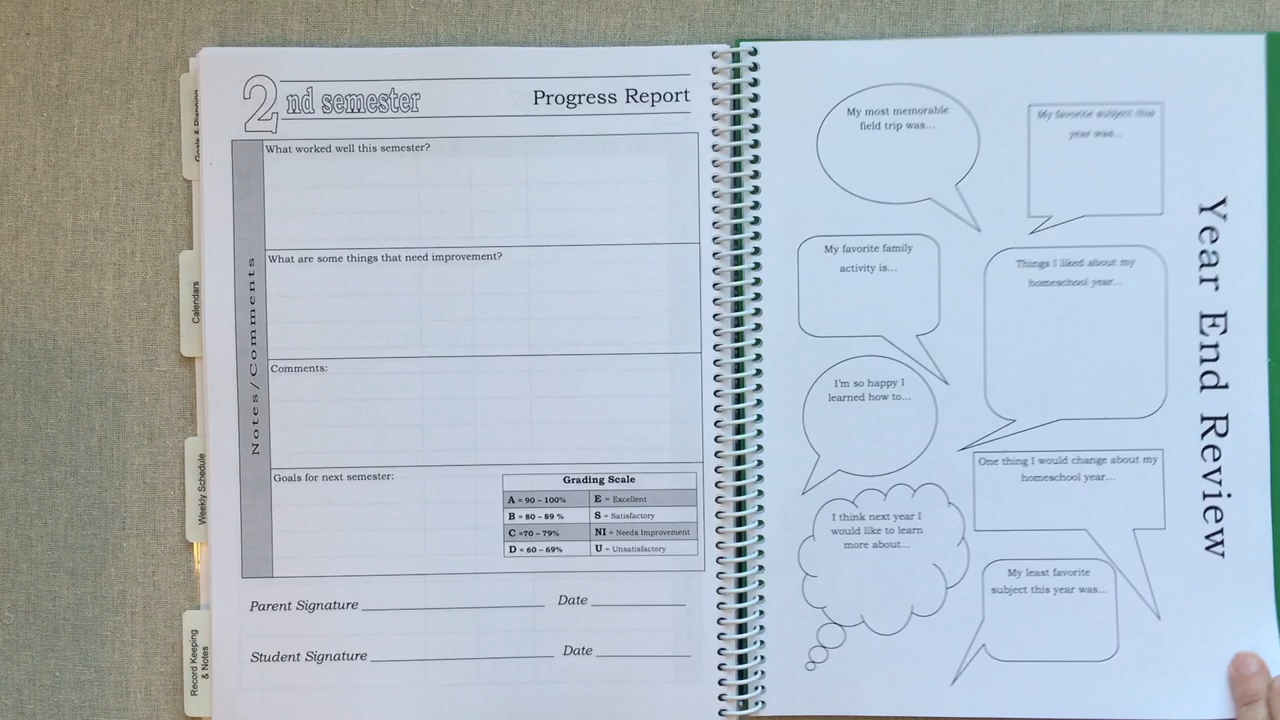 2nd semester
Progress Report
What worked well this semester?
What are some things that need improvement?
Comments:
Goals for next semester:
Notes/Comments
Grading Scale
A = 90 – 100% E = Excellent
B = 80 – 89 % S = Satisfactory
C =70 – 79% NI = Needs Improvement
D = 60 – 69% U = Unsatisfactory
Parent Signature Date
Student Signature Date
Goals & Planning
Calendars
Weekly Schedule
Record Keeping
& Notes
Year End Review
My most memorable
field trip was...
My favorite subject this
year was...
My favorite family
activity is...
Things I liked about my
homeschool year...
I'm so happy I
learned how to...
One thing I would change about my
homeschool year...
I think next year I
would like to learn
more about...
My least favorite
subject this year was...